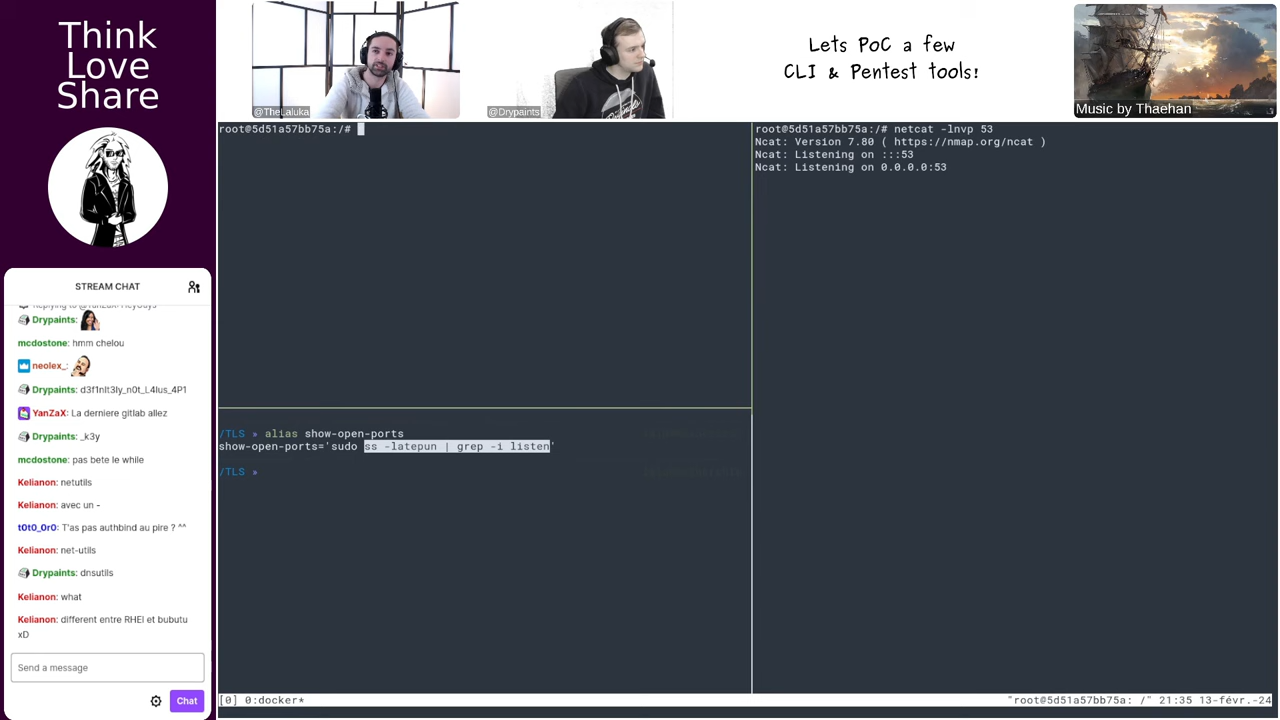 Think
Love
Share
@TheLaluka
@Drypaints
Lets PoC a few
CLI & Pentest tools!
Music by Thaehan
STREAM CHAT
Drypaints:
mcdostone: hmm chelou
neolex_:
Drypaints: d3f1nIt3ly_n0t_L4lus_4P1
YanZaX: La derniere gitlab allez
Drypaints: _k3y
mcdostone: pas bete le while
Kelianon: netutils
Kelianon: avec un -
t0t0_0r0: T'as pas authbind au pire ? ^^
Kelianon: net-utils
Drypaints: dnsutils
Kelianon: what
Kelianon: different entre RHEl et bubutu
xD
Send a message
Chat
root@5d51a57bb75a:/#
/TLS » alias show-open-ports
show-open-ports='sudo ss -latepun | grep -i listen'
/TLS »
root@5d51a57bb75a:/# netcat -lnvp 53
Ncat: Version 7.80 ( https://nmap.org/ncat )
Ncat: Listening on :::53
Ncat: Listening on 0.0.0.0:53
[0] 0:docker*
"root@5d51a57bb75a: /" 21:35 13-févr.-24